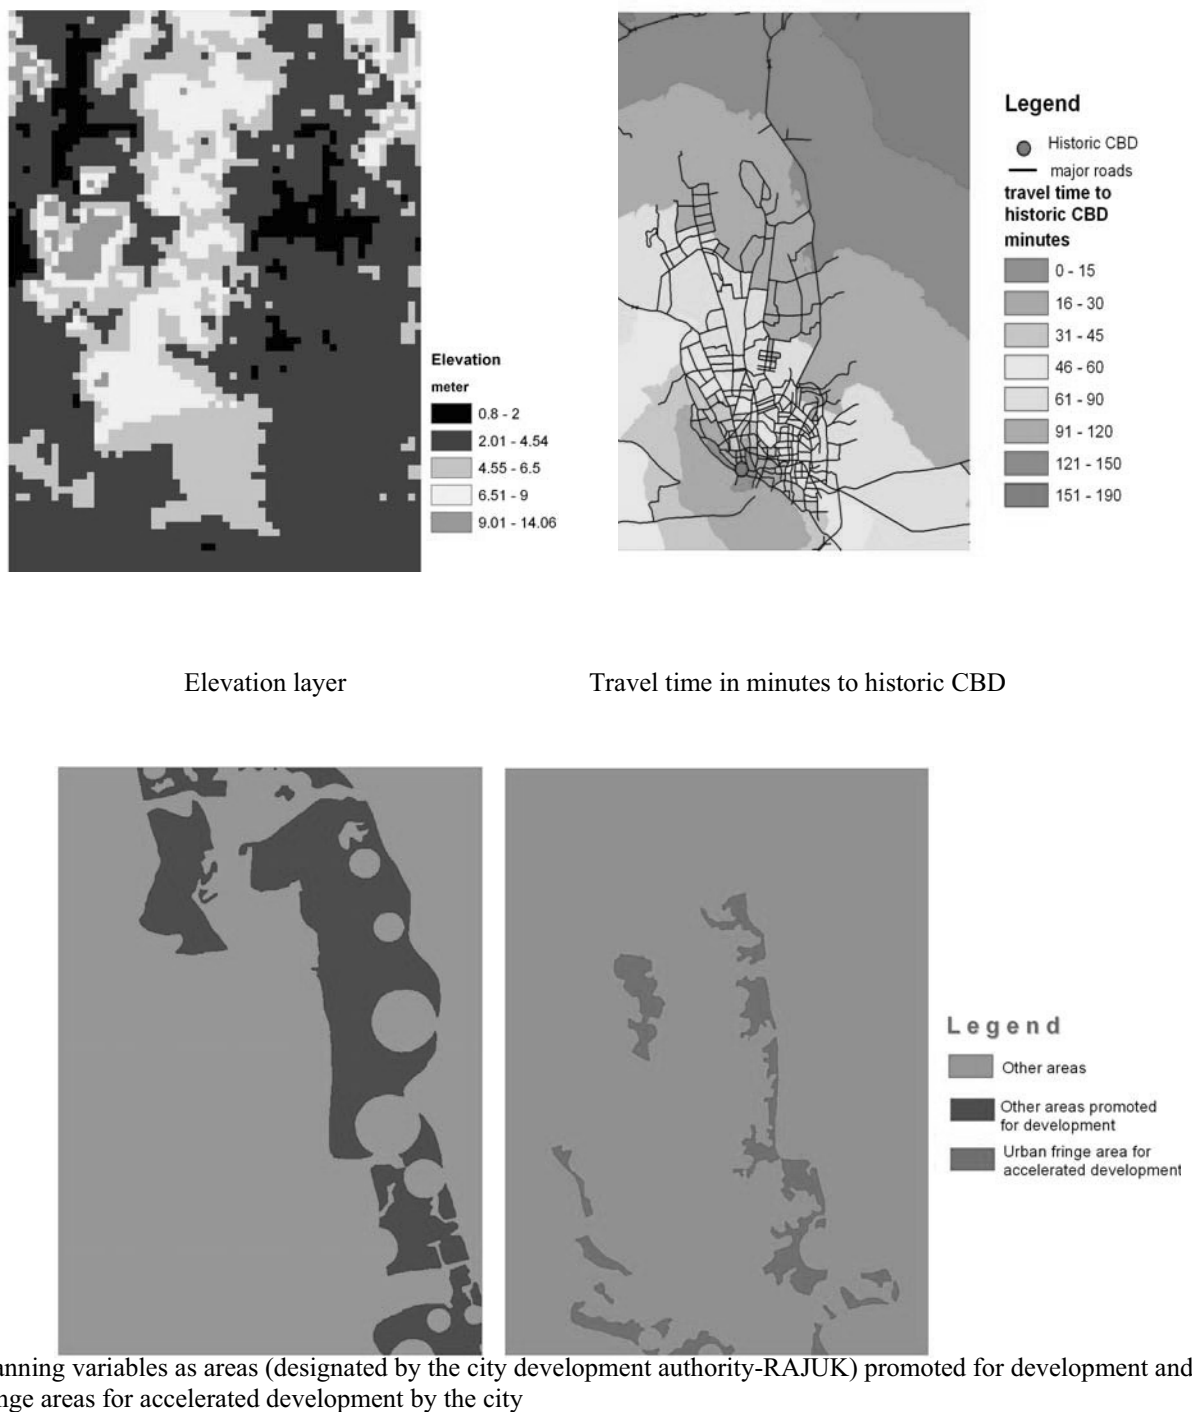 Elevation
meter
0.8 - 2
2.01 - 4.54
4.55 - 6.5
6.51 - 9
9.01 - 14.06
Legend
Historic CBD
major roads
travel time to
historic CBD
minutes
0 - 15
16 - 30
31 - 45
46 - 60
61 - 90
91 - 120
121 - 150
151 - 190
Elevation layer
Travel time in minutes to historic CBD
Legend
Other areas
Other areas promoted
for development
Urban fringe area for
accelerated development
anning variables as areas (designated by the city development authority-RAJUK) promoted for development and
nge areas for accelerated development by the city